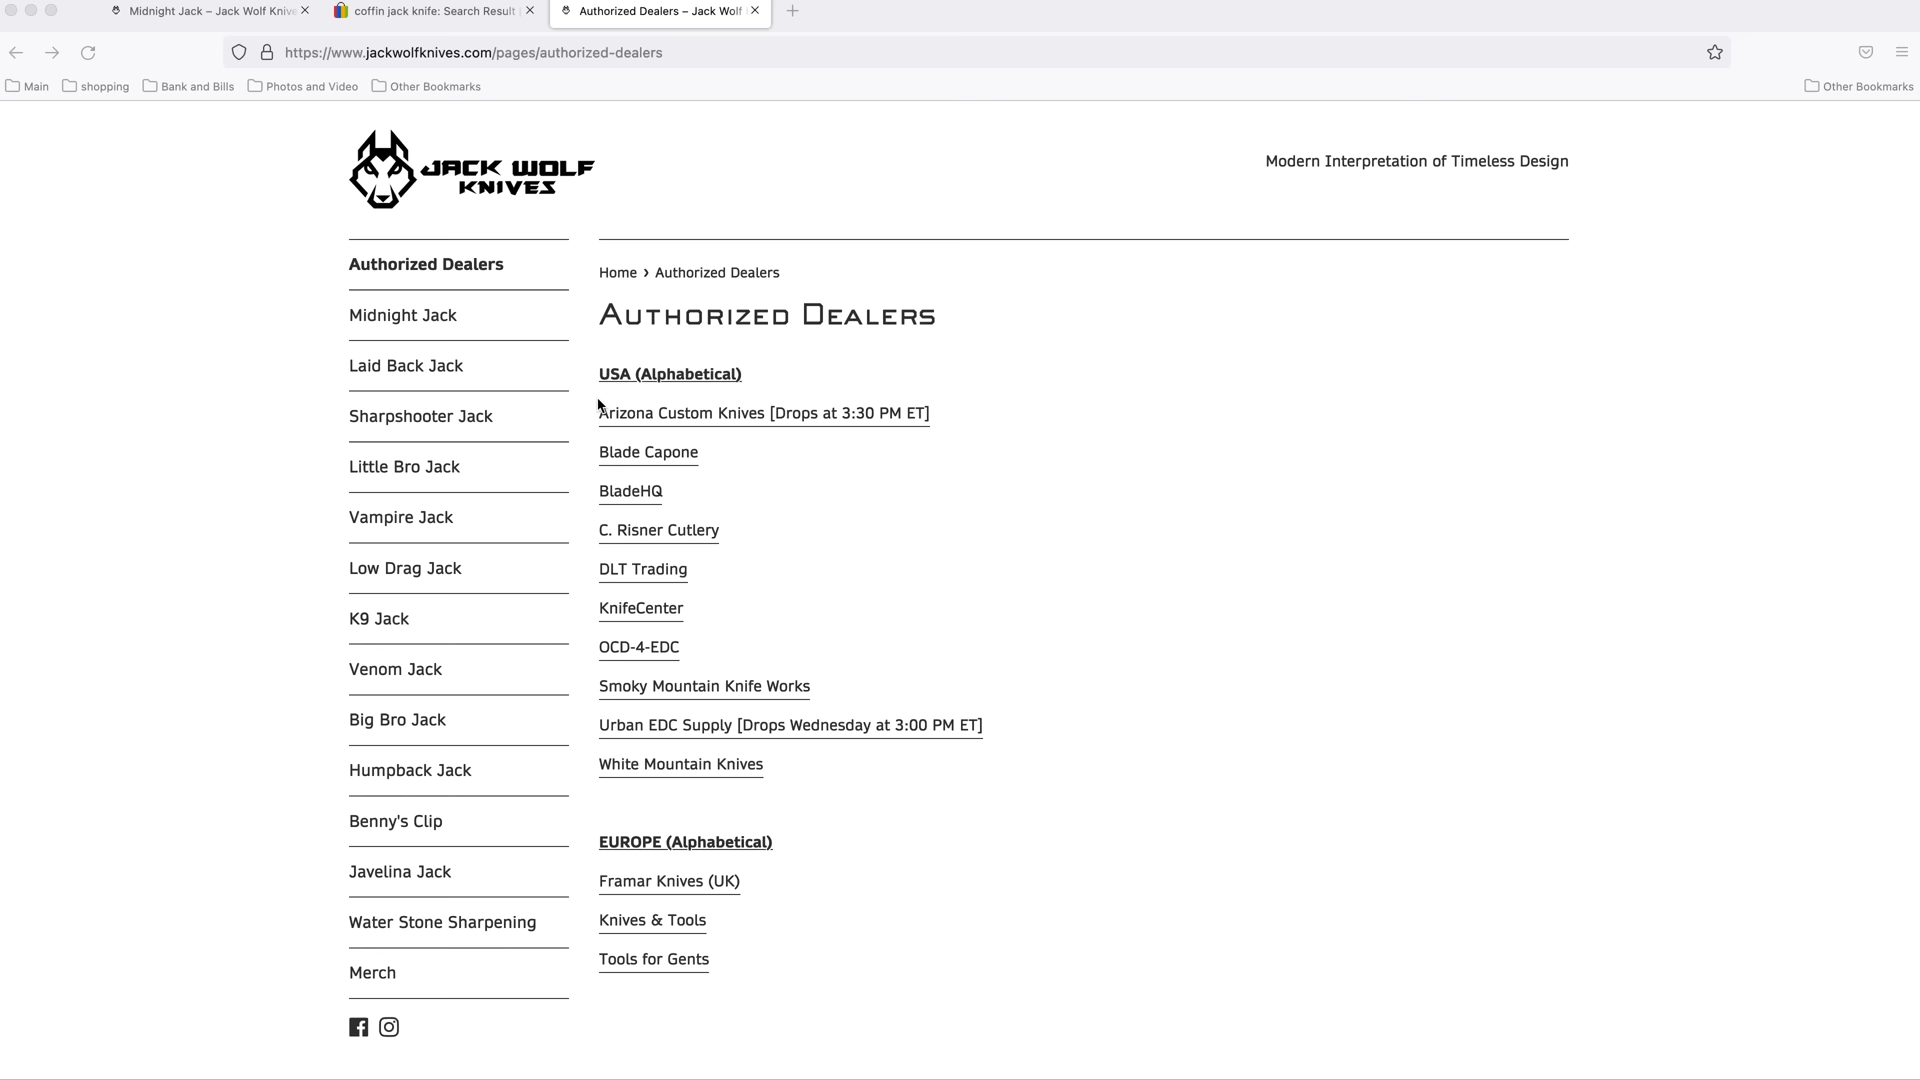 Midnight Jack – Jack Wolf Knive
coffin jack knife: Search Result
Authorized Dealers – Jack Wolf
https://www.jackwolfknives.com/pages/authorized-dealers
Main
shopping
Bank and Bills
Photos and Video
Other Bookmarks
Other Bookmarks
JACK WOLF
KNIVES
Modern Interpretation of Timeless Design
Authorized Dealers
Midnight Jack
Laid Back Jack
Sharpshooter Jack
Little Bro Jack
Vampire Jack
Low Drag Jack
K9 Jack
Venom Jack
Big Bro Jack
Humpback Jack
Benny's Clip
Javelina Jack
Water Stone Sharpening
Merch
Home › Authorized Dealers
Authorized Dealers
USA (Alphabetical)
Arizona Custom Knives [Drops at 3:30 PM ET]
Blade Capone
BladeHQ
C. Risner Cutlery
DLT Trading
KnifeCenter
OCD-4-EDC
Smoky Mountain Knife Works
Urban EDC Supply [Drops Wednesday at 3:00 PM ET]
White Mountain Knives
EUROPE (Alphabetical)
Framar Knives (UK)
Knives & Tools
Tools for Gents